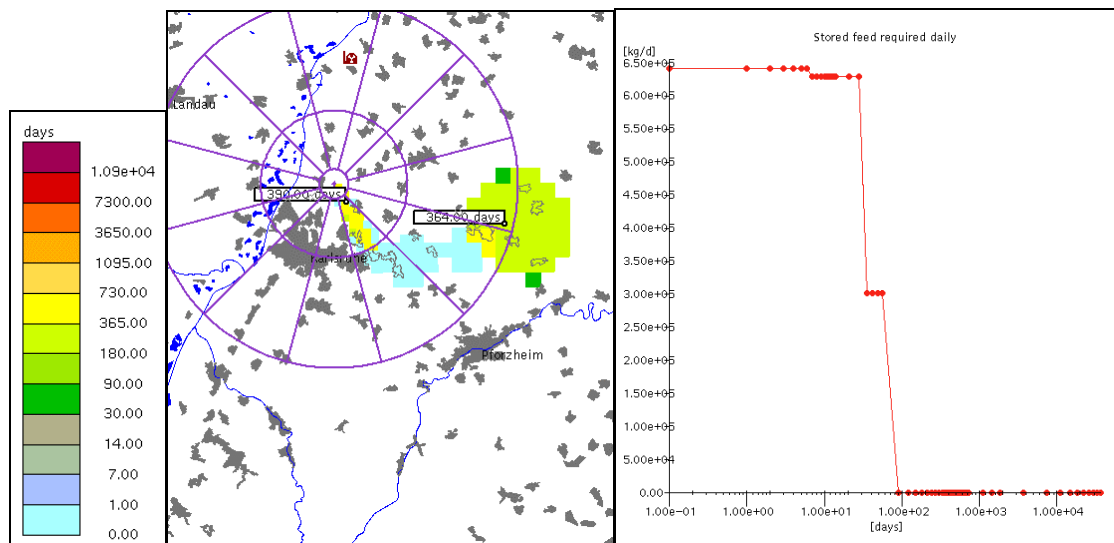 days
1.09e+04
7300.00
3650.00
1095.00
730.00
365.00
180.00
90.00
30.00
14.00
7.00
1.00
0.00
Landau
390.00 days
364.00 days
Karlsruhe
Pforzheim
Stored feed required daily
[kg/d]
6.50e+05
6.00e+05
5.50e+05
5.00e+05
4.50e+05
4.00e+05
3.50e+05
3.00e+05
2.50e+05
2.00e+05
1.50e+05
1.00e+05
5.00e+04
0.00
1.00e-01 1.00e+00 1.00e+01 1.00e+02 1.00e+03 1.00e+04
[days]